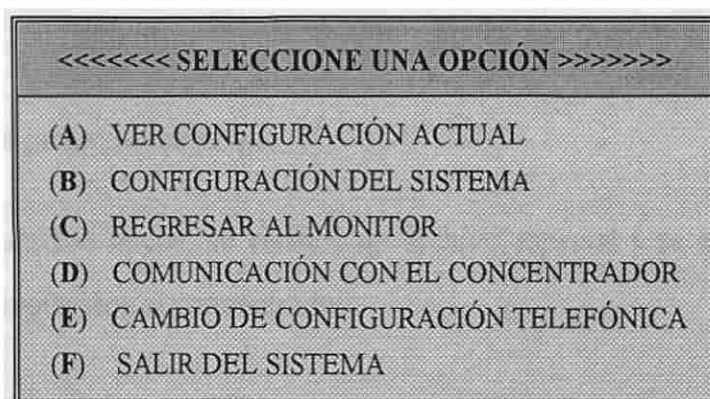 <<<<<<< SELECCIONE UNA OPCIÓN >>>>>>>
(A) VER CONFIGURACIÓN ACTUAL
(B) CONFIGURACIÓN DEL SISTEMA
(C) REGRESAR AL MONITOR
(D) COMUNICACIÓN CON EL CONCENTRADOR
(E) CAMBIO DE CONFIGURACIÓN TELEFÓNICA
(F) SALIR DEL SISTEMA